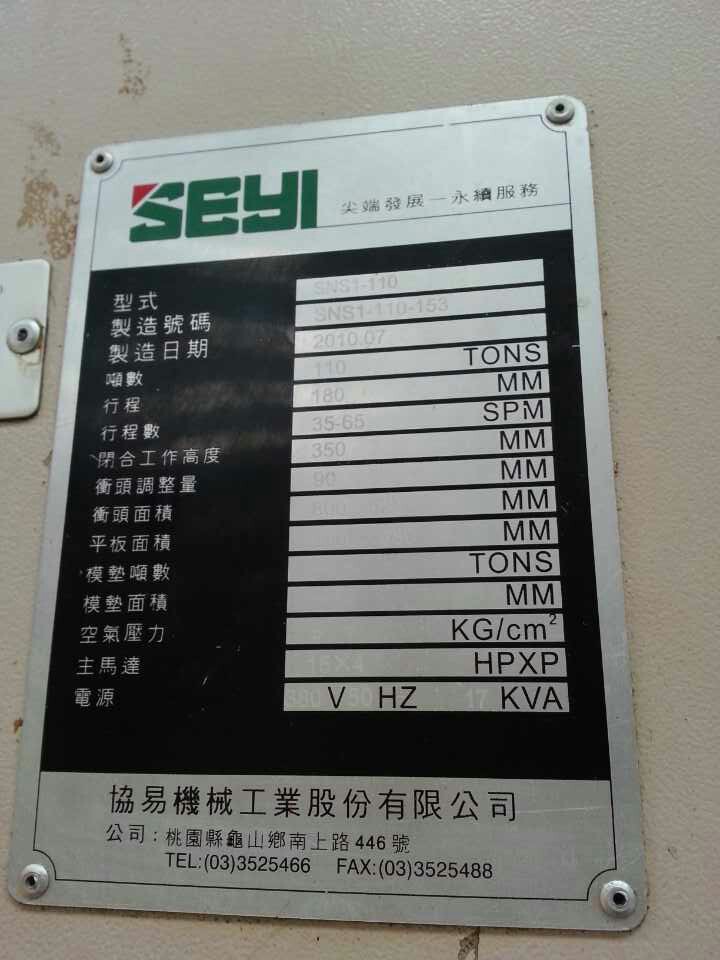 SEYI 尖端發展一永續服務
型式 SNS1-110
製造號碼 SNS1-110-153
製造日期 2010.07
噸數 110 TONS
行程 180 MM
行程數 35-65 SPM
閉合工作高度 350 MM
衝頭調整量 90 MM
衝頭面積 MM
平板面積 MM
模墊噸數 TONS
模墊面積 MM
空氣壓力 KG/cm²
主馬達 15×4 HPXP
電源 380 V 50 HZ 17 KVA
協易機械工業股份有限公司
公司：桃園縣龜山鄉南上路 446 號
TEL:(03)3525466 FAX:(03)3525488